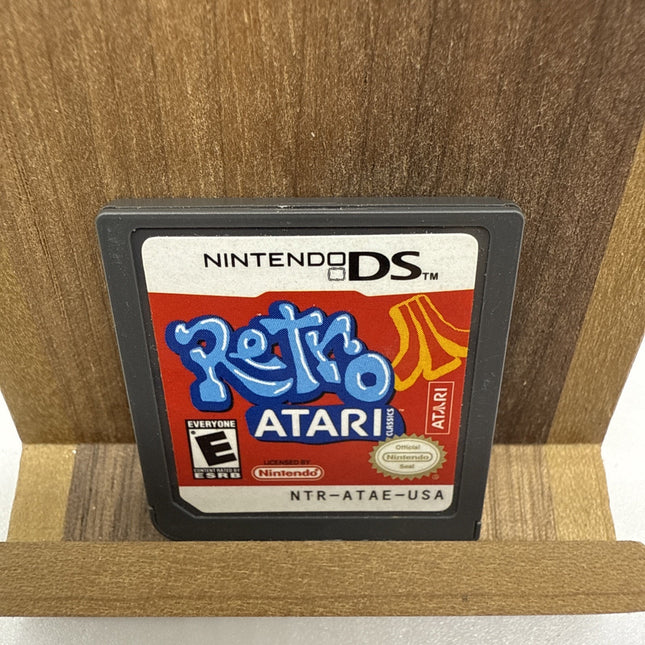 NINTENDO DS™
Retro
ATARI
CLASSICS
ATARI
EVERYONE
E
CONTENT RATED BY
ESRB
LICENSED BY
Nintendo
Official
Nintendo
Seal
NTR-ATAE-USA